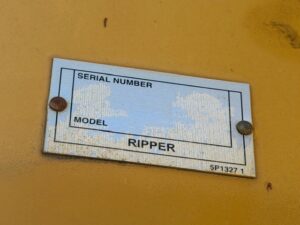 SERIAL NUMBER
MODEL
RIPPER
5P1327 1